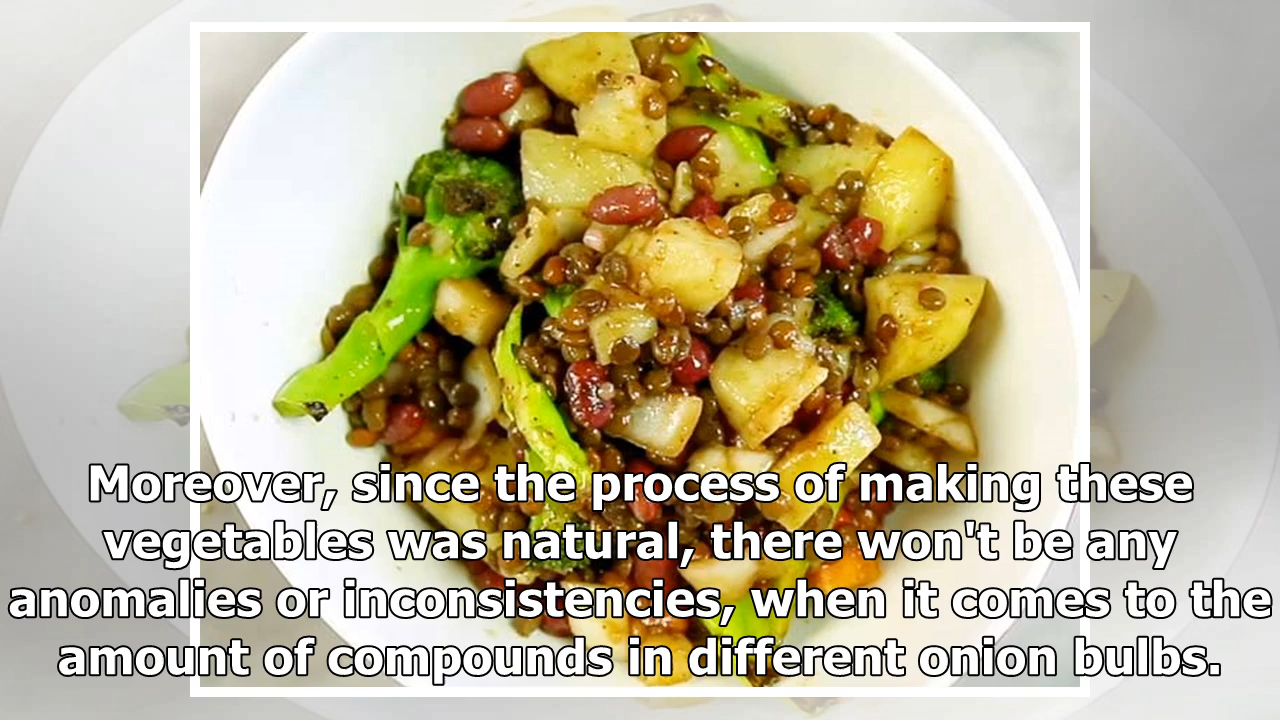 Moreover, since the process of making these
vegetables was natural, there won't be any
anomalies or inconsistencies, when it comes to the
amount of compounds in different onion bulbs.